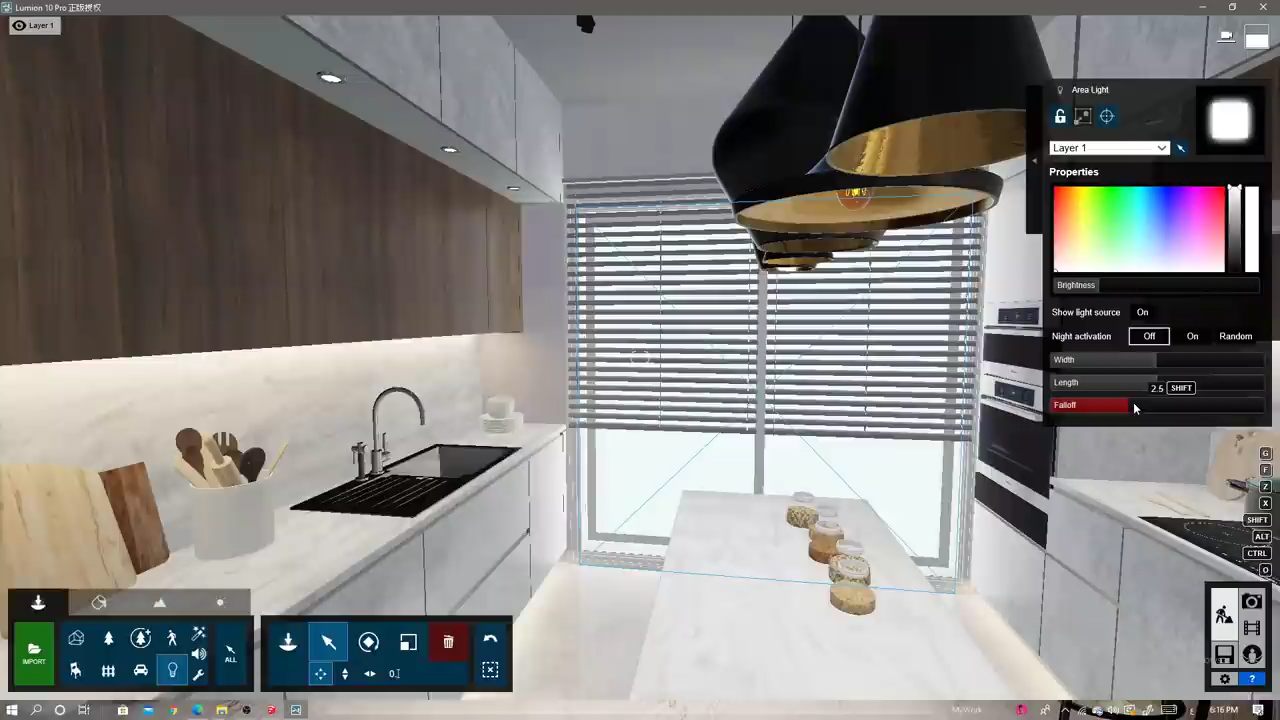 Lumion 10 Pro 正版授权
Layer 1
Area Light
Layer 1
Properties
Brightness
Show light source On
Night activation Off On Random
Width
Length
2.5 SHIFT
Falloff
G
F
Z
X
SHIFT
ALT
CTRL
O
IMPORT
ALL
?
MyWork
6:16 PM